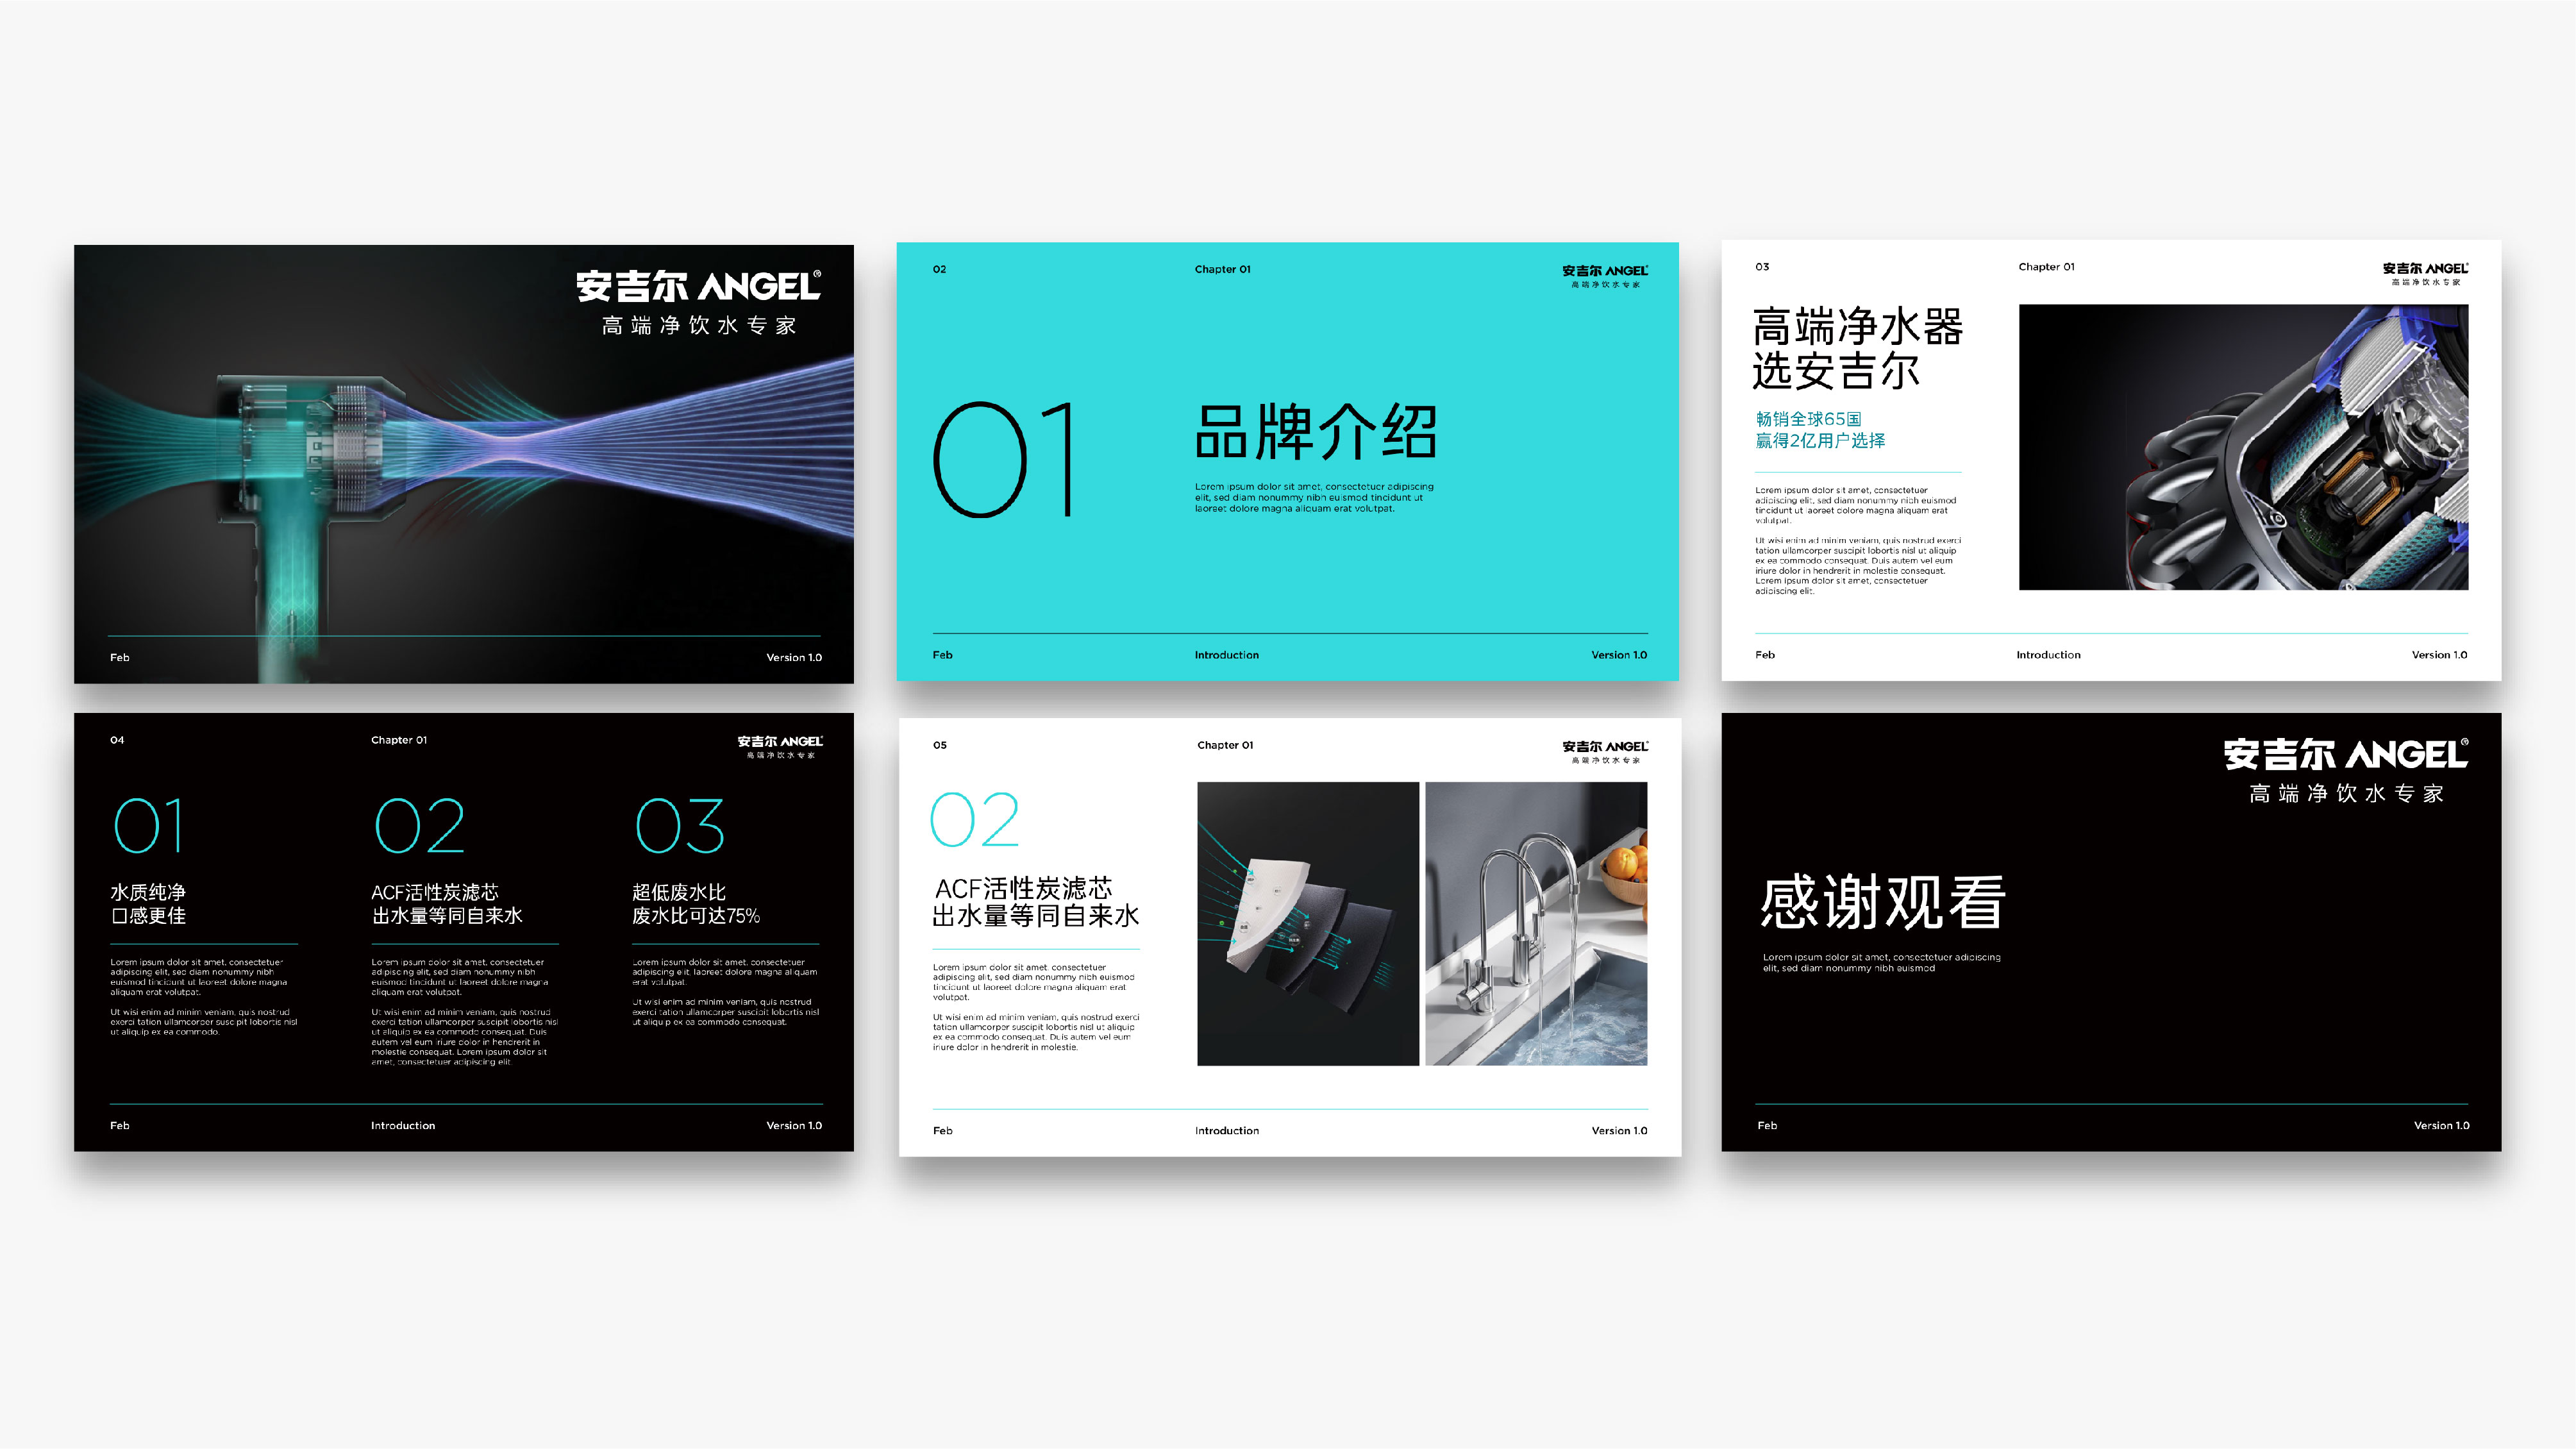 安吉尔 ANGEL®
高端净饮水专家
Feb
Version 1.0
02
Chapter 01
安吉尔 ANGEL
高端净饮水专家
01
品牌介绍
Lorem ipsum dolor sit amet, consectetuer adipiscing
elit, sed diam nonummy nibh euismod tincidunt ut
laoreet dolore magna aliquam erat volutpat.
Feb
Introduction
Version 1.0
03
Chapter 01
安吉尔 ANGEL
高端净饮水专家
高端净水器
选安吉尔
畅销全球65国
赢得2亿用户选择
Lorem ipsum dolor sit amet, consectetuer
adipiscing elit, sed diam nonummy nibh euismod
tincidunt ut laoreet dolore magna aliquam erat
volutpat.
Ut wisi enim ad minim veniam, quis nostrud exerci
tation ullamcorper suscipit lobortis nisl ut aliquip
ex ea commodo consequat. Duis autem vel eum
iriure dolor in hendrerit in molestie consequat.
Lorem ipsum dolor sit amet, consectetuer
adipiscing elit.
Feb
Introduction
Version 1.0
04
Chapter 01
安吉尔 ANGEL
高端净饮水专家
01
水质纯净
口感更佳
Lorem ipsum dolor sit amet, consectetuer
adipiscing elit, sed diam nonummy nibh
euismod tincidunt ut laoreet dolore magna
aliquam erat volutpat.
Ut wisi enim ad minim veniam, quis nostrud
exerci tation ullamcorper suscipit lobortis nisl
ut aliquip ex ea commodo.
02
ACF活性炭滤芯
出水量等同自来水
Lorem ipsum dolor sit amet, consectetuer
adipiscing elit, sed diam nonummy nibh
euismod tincidunt ut laoreet dolore magna
aliquam erat volutpat.
Ut wisi enim ad minim veniam, quis nostrud
exerci tation ullamcorper suscipit lobortis nisl
ut aliquip ex ea commodo consequat. Duis
autem vel eum iriure dolor in hendrerit in
molestie consequat. Lorem ipsum dolor sit
amet, consectetuer adipiscing elit.
03
超低废水比
废水比可达75%
Lorem ipsum dolor sit amet, consectetuer
adipiscing elit, laoreet dolore magna aliquam
erat volutpat.
Ut wisi enim ad minim veniam, quis nostrud
exerci tation ullamcorper suscipit lobortis nisl
ut aliquip ex ea commodo consequat.
Feb
Introduction
Version 1.0
05
Chapter 01
安吉尔 ANGEL
高端净饮水专家
02
ACF活性炭滤芯
出水量等同自来水
Lorem ipsum dolor sit amet, consectetuer
adipiscing elit, sed diam nonummy nibh euismod
tincidunt ut laoreet dolore magna aliquam erat
volutpat.
Ut wisi enim ad minim veniam, quis nostrud exerci
tation ullamcorper suscipit lobortis nisl ut aliquip
ex ea commodo consequat. Duis autem vel eum
iriure dolor in hendrerit in molestie.
Feb
Introduction
Version 1.0
安吉尔 ANGEL®
高端净饮水专家
感谢观看
Lorem ipsum dolor sit amet, consectetuer adipiscing
elit, sed diam nonummy nibh euismod
Feb
Version 1.0